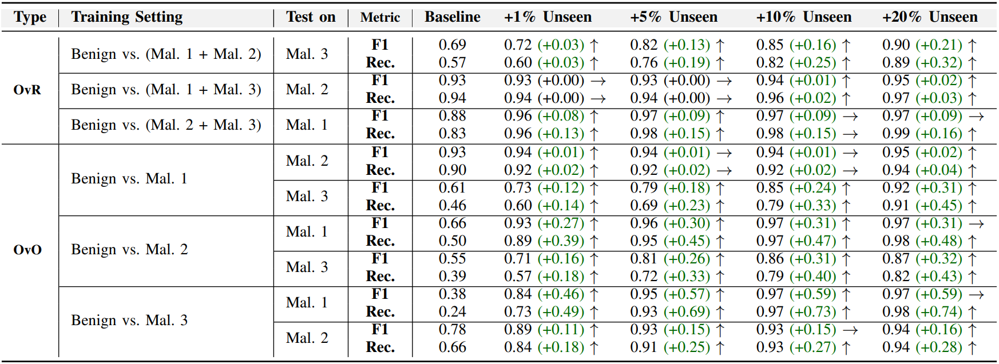 Type Training Setting Test on Metric Baseline +1% Unseen +5% Unseen +10% Unseen +20% Unseen
F1 0.69 0.72 (+0.03) ↑ 0.82 (+0.13) ↑ 0.85 (+0.16) ↑ 0.90 (+0.21) ↑
Benign vs. (Mal. 1 + Mal. 2) Mal. 3
Rec. 0.57 0.60 (+0.03) ↑ 0.76 (+0.19) ↑ 0.82 (+0.25) ↑ 0.89 (+0.32) ↑
F1 0.93 0.93 (+0.00) → 0.93 (+0.00) → 0.94 (+0.01) ↑ 0.95 (+0.02) ↑
OvR Benign vs. (Mal. 1 + Mal. 3) Mal. 2
Rec. 0.94 0.94 (+0.00) → 0.94 (+0.00) → 0.96 (+0.02) ↑ 0.97 (+0.03) ↑
F1 0.88 0.96 (+0.08) ↑ 0.97 (+0.09) ↑ 0.97 (+0.09) → 0.97 (+0.09) →
Benign vs. (Mal. 2 + Mal. 3) Mal. 1
Rec. 0.83 0.96 (+0.13) ↑ 0.98 (+0.15) ↑ 0.98 (+0.15) → 0.99 (+0.16) ↑
F1 0.93 0.94 (+0.01) ↑ 0.94 (+0.01) → 0.94 (+0.01) → 0.95 (+0.02) ↑
Mal. 2
Rec. 0.90 0.92 (+0.02) ↑ 0.92 (+0.02) → 0.92 (+0.02) → 0.94 (+0.04) ↑
Benign vs. Mal. 1
F1 0.61 0.73 (+0.12) ↑ 0.79 (+0.18) ↑ 0.85 (+0.24) ↑ 0.92 (+0.31) ↑
Mal. 3
Rec. 0.46 0.60 (+0.14) ↑ 0.69 (+0.23) ↑ 0.79 (+0.33) ↑ 0.91 (+0.45) ↑
F1 0.66 0.93 (+0.27) ↑ 0.96 (+0.30) ↑ 0.97 (+0.31) ↑ 0.97 (+0.31) →
Mal. 1
Rec. 0.50 0.89 (+0.39) ↑ 0.95 (+0.45) ↑ 0.97 (+0.47) ↑ 0.98 (+0.48) ↑
OvO Benign vs. Mal. 2
F1 0.55 0.71 (+0.16) ↑ 0.81 (+0.26) ↑ 0.86 (+0.31) ↑ 0.87 (+0.32) ↑
Mal. 3
Rec. 0.39 0.57 (+0.18) ↑ 0.72 (+0.33) ↑ 0.79 (+0.40) ↑ 0.82 (+0.43) ↑
F1 0.38 0.84 (+0.46) ↑ 0.95 (+0.57) ↑ 0.97 (+0.59) ↑ 0.97 (+0.59) →
Mal. 1
Rec. 0.24 0.73 (+0.49) ↑ 0.93 (+0.69) ↑ 0.97 (+0.73) ↑ 0.98 (+0.74) ↑
Benign vs. Mal. 3
F1 0.78 0.89 (+0.11) ↑ 0.93 (+0.15) ↑ 0.93 (+0.15) → 0.94 (+0.16) ↑
Mal. 2
Rec. 0.66 0.84 (+0.18) ↑ 0.91 (+0.25) ↑ 0.93 (+0.27) ↑ 0.94 (+0.28) ↑